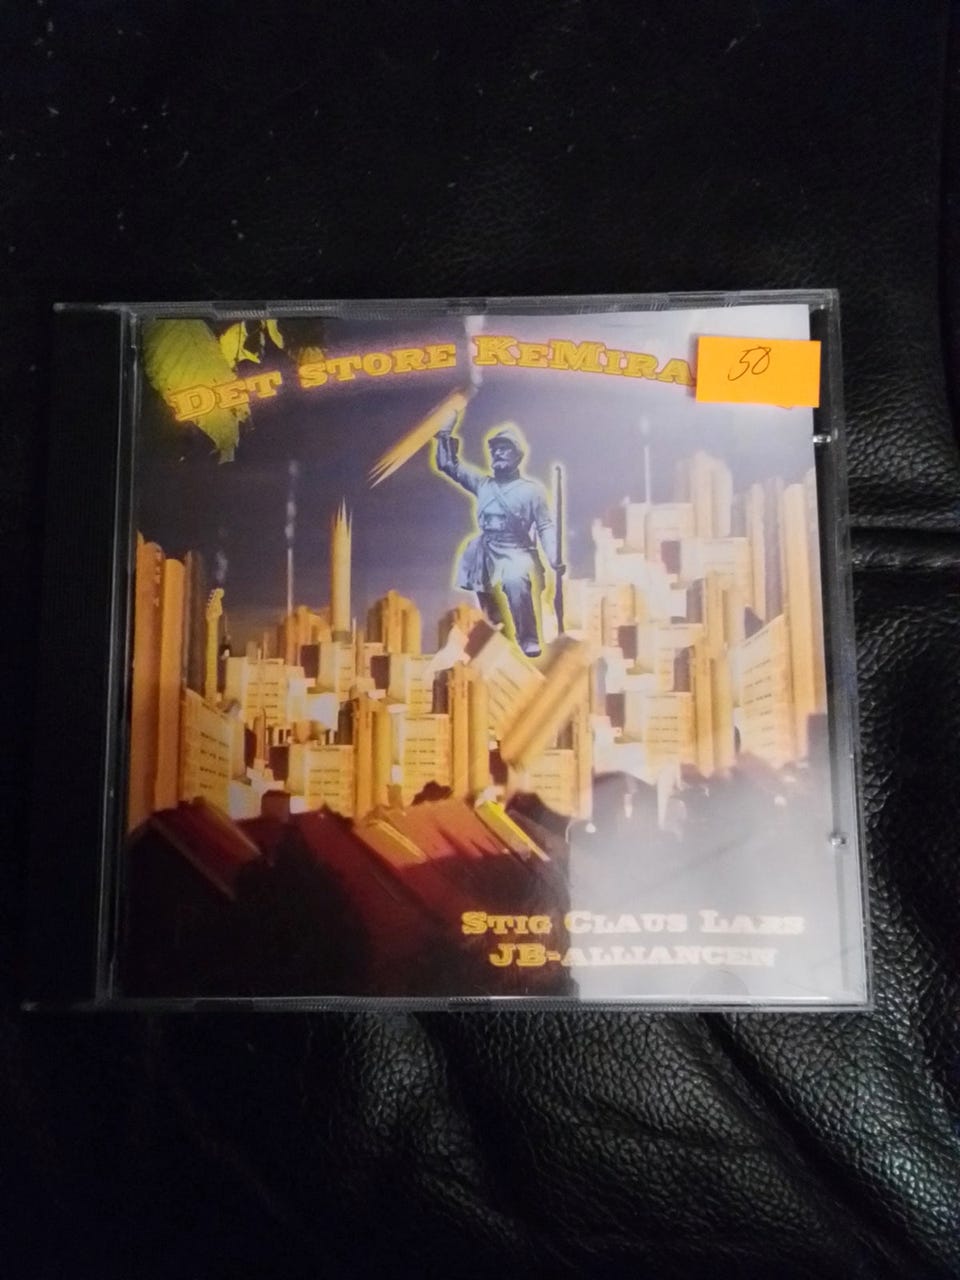 DET STORE KEMIRA
50
STIG CLAUS LARS
JB-ALLIANCEN